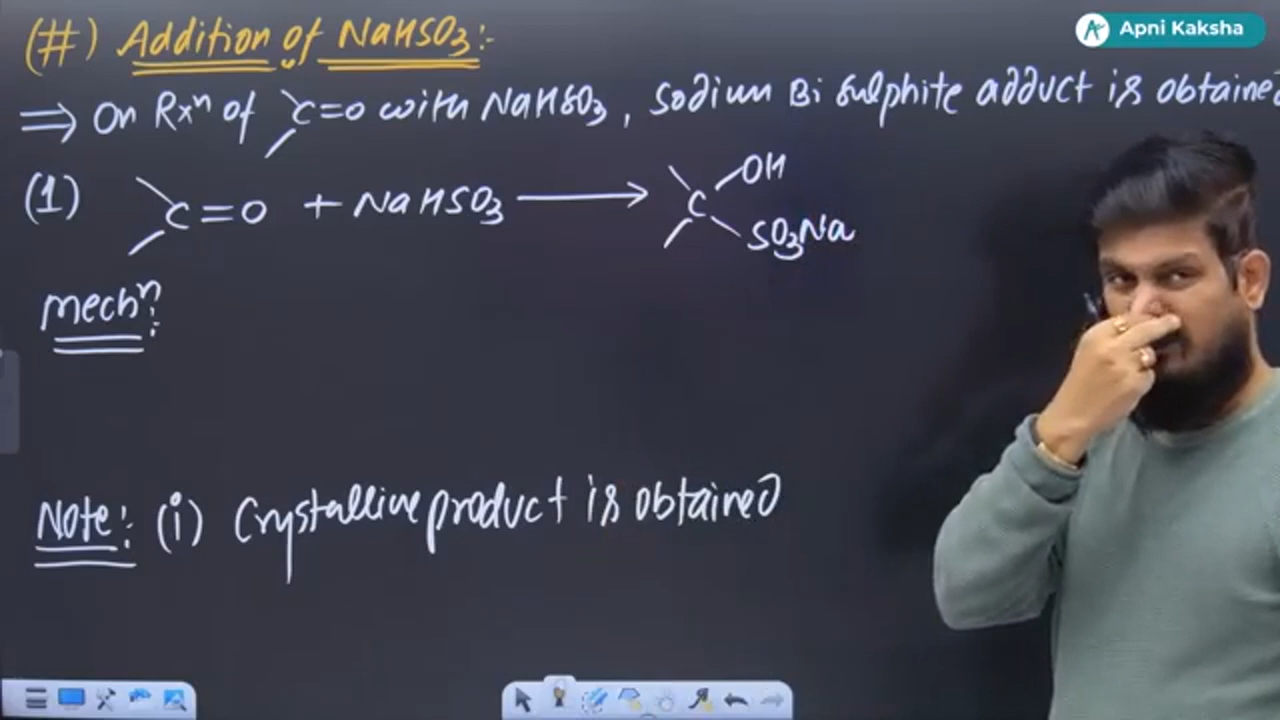 Apni Kaksha
(#) Addition of NaHSO3:-
⇒ On Rxⁿ of C=O with NaHSO3, Sodium Bi Sulphite adduct is obtained
(1) C=O + NaHSO3 ⟶ C OH SO3Na
Mechⁿ:
Note:- (i) Crystalline product is obtained